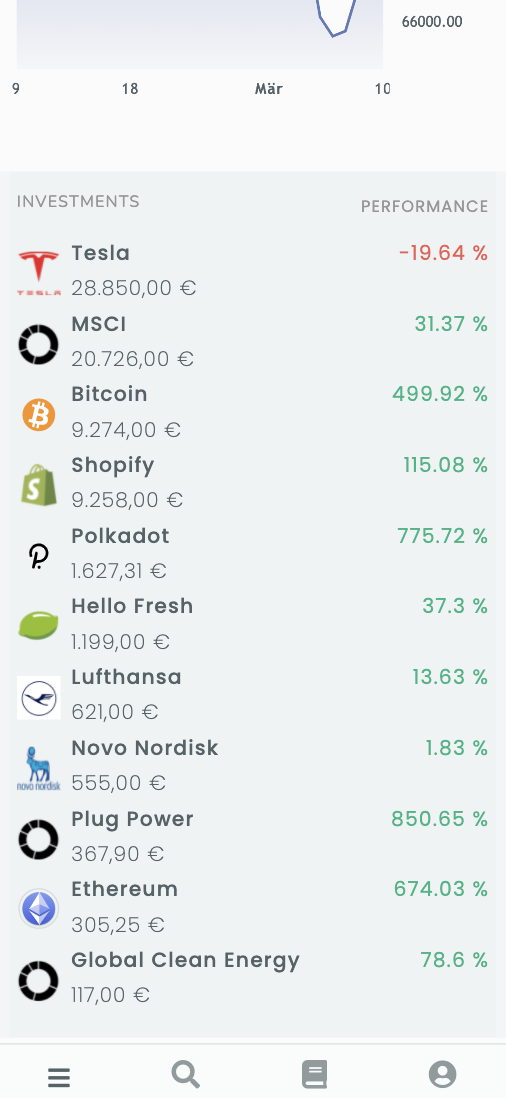 66000.00
9 18 Mär 10
INVESTMENTS PERFORMANCE
Tesla -19.64 %
TESLA
28.850,00 €
MSCI 31.37 %
20.726,00 €
Bitcoin 499.92 %
9.274,00 €
Shopify 115.08 %
9.258,00 €
Polkadot 775.72 %
1.627,31 €
Hello Fresh 37.3 %
1.199,00 €
Lufthansa 13.63 %
621,00 €
Novo Nordisk 1.83 %
novo nordisk
555,00 €
Plug Power 850.65 %
367,90 €
Ethereum 674.03 %
305,25 €
Global Clean Energy 78.6 %
117,00 €